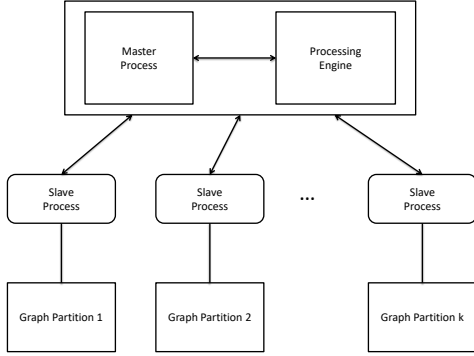 Master
Process
Processing
Engine
Slave
Process
Slave
Process
...
Slave
Process
Graph Partition 1
Graph Partition 2
Graph Partition k